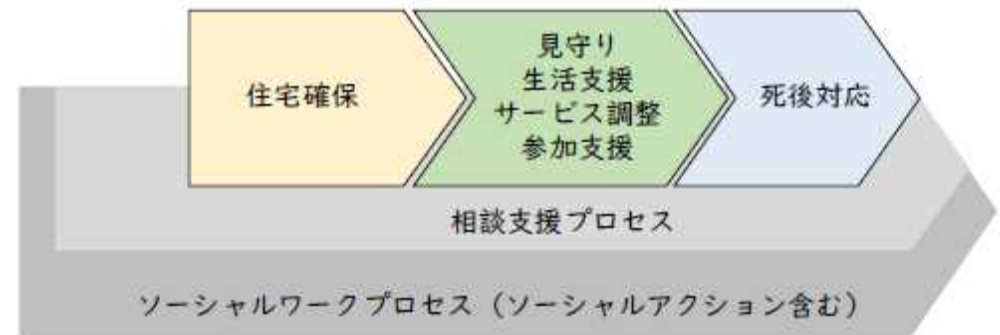 住宅確保
見守り
生活支援
サービス調整
参加支援
死後対応
相談支援プロセス
ソーシャルワークプロセス（ソーシャルアクション含む）